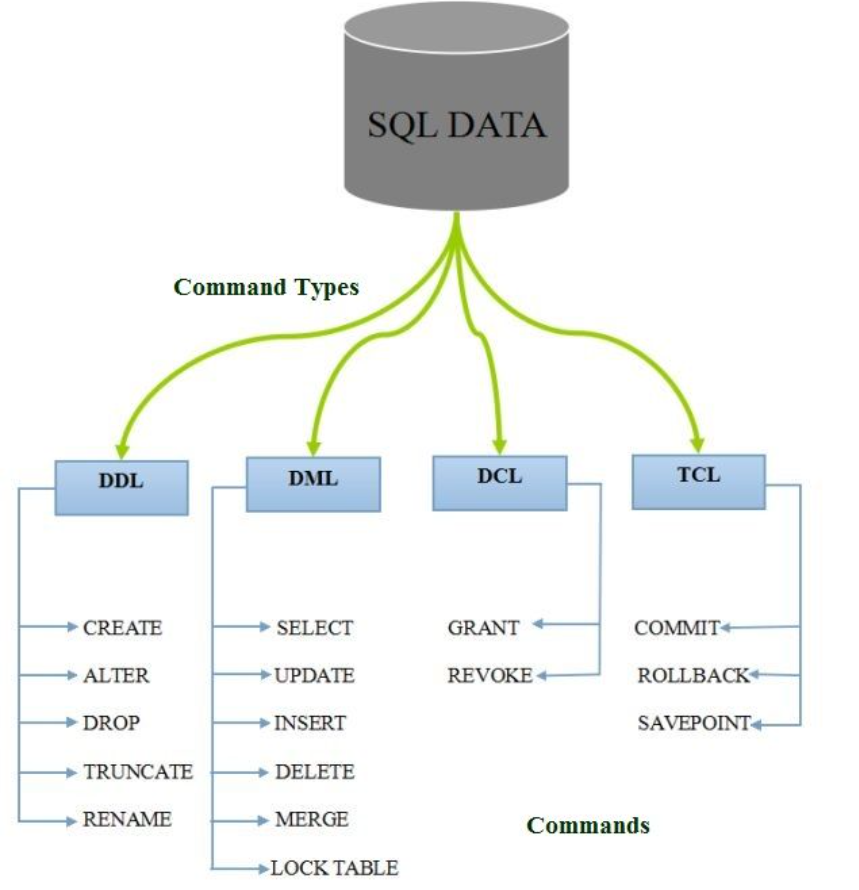 SQL DATA
Command Types
DDL
DML
DCL
TCL
CREATE
ALTER
DROP
TRUNCATE
RENAME
SELECT
UPDATE
INSERT
DELETE
MERGE
LOCK TABLE
GRANT
REVOKE
COMMIT
ROLLBACK
SAVEPOINT
Commands